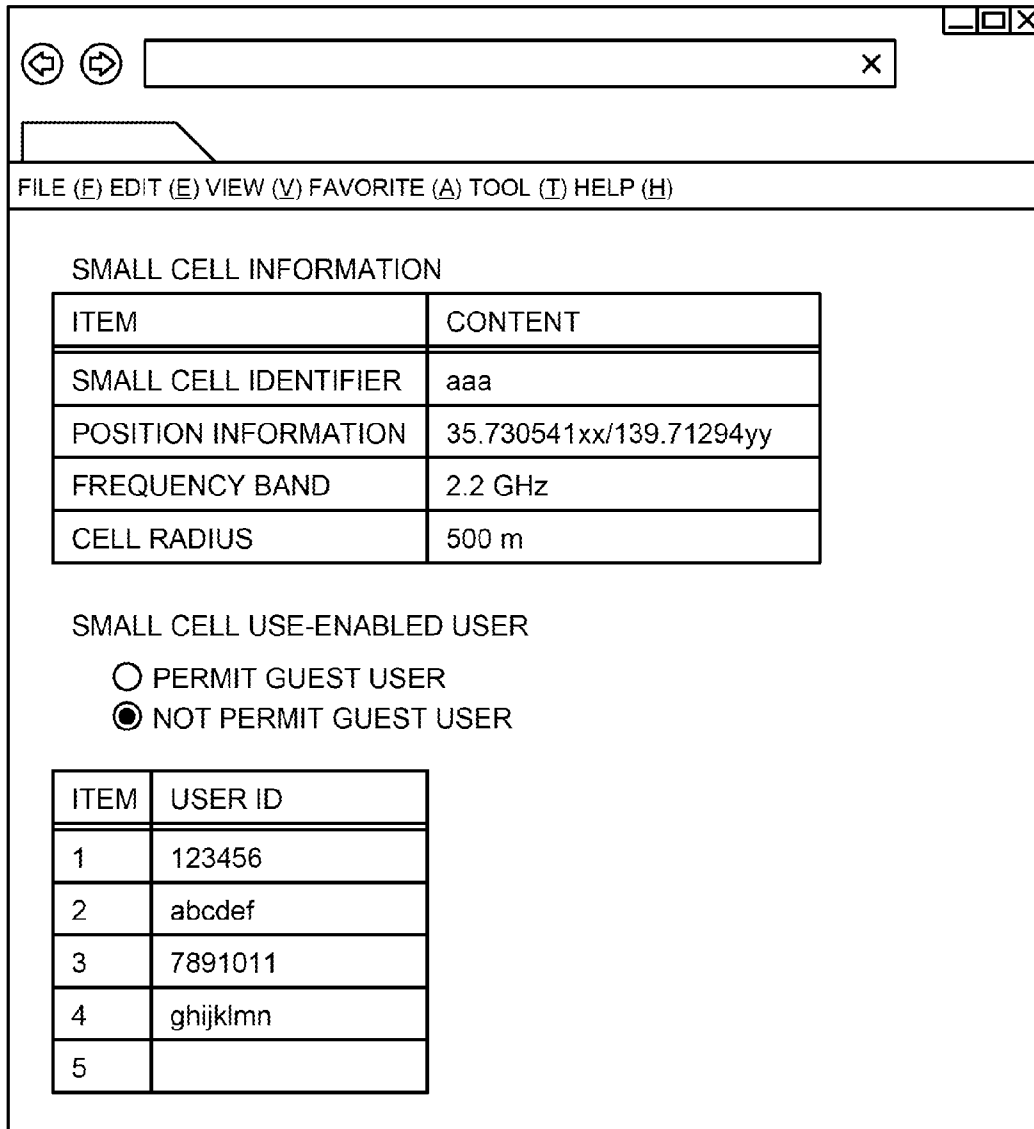 FILE (F) EDIT (E) VIEW (V) FAVORITE (A) TOOL (T) HELP (H)
SMALL CELL INFORMATION
ITEM CONTENT
SMALL CELL IDENTIFIER aaa
POSITION INFORMATION 35.730541xx/139.71294yy
FREQUENCY BAND 2.2 GHz
CELL RADIUS 500 m
SMALL CELL USE-ENABLED USER
PERMIT GUEST USER
NOT PERMIT GUEST USER
ITEM USER ID
1 123456
2 abcdef
3 7891011
4 ghijklmn
5